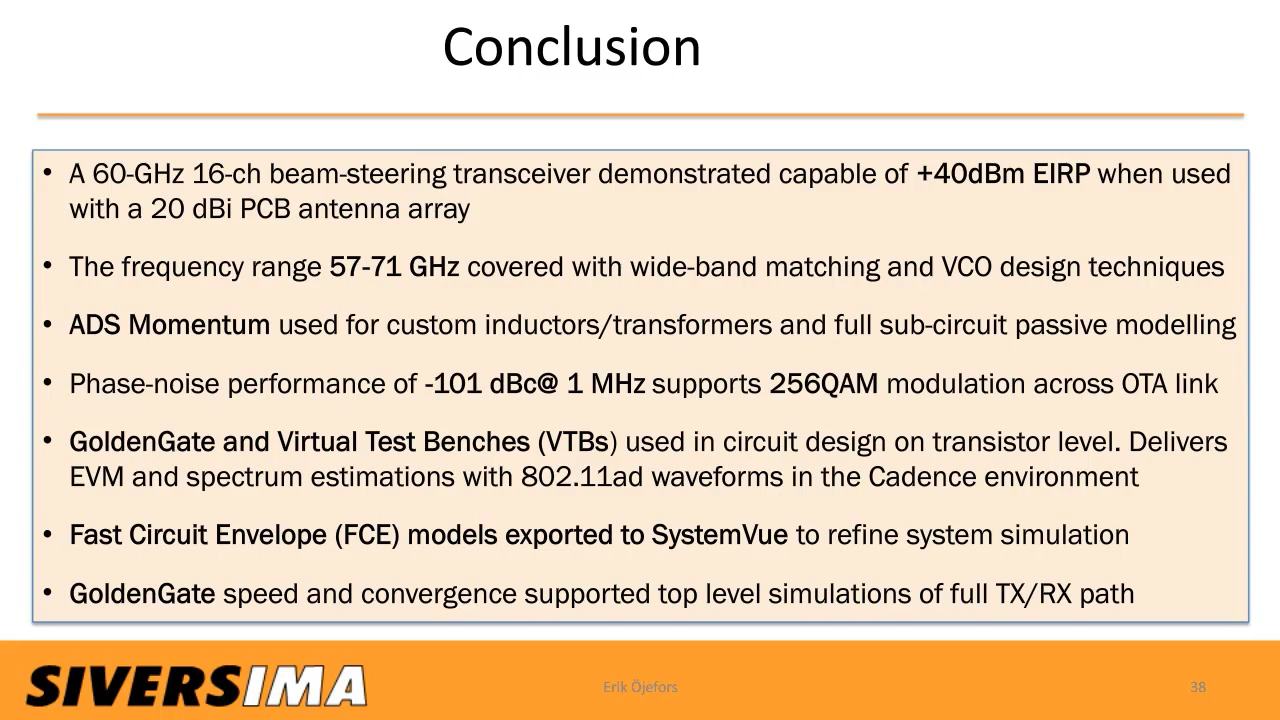 Conclusion
• A 60-GHz 16-ch beam-steering transceiver demonstrated capable of +40dBm EIRP when used
with a 20 dBi PCB antenna array
• The frequency range 57-71 GHz covered with wide-band matching and VCO design techniques
• ADS Momentum used for custom inductors/transformers and full sub-circuit passive modelling
• Phase-noise performance of -101 dBc@ 1 MHz supports 256QAM modulation across OTA link
• GoldenGate and Virtual Test Benches (VTBs) used in circuit design on transistor level. Delivers
EVM and spectrum estimations with 802.11ad waveforms in the Cadence environment
• Fast Circuit Envelope (FCE) models exported to SystemVue to refine system simulation
• GoldenGate speed and convergence supported top level simulations of full TX/RX path
SIVERSIMA
Erik Öjefors
38